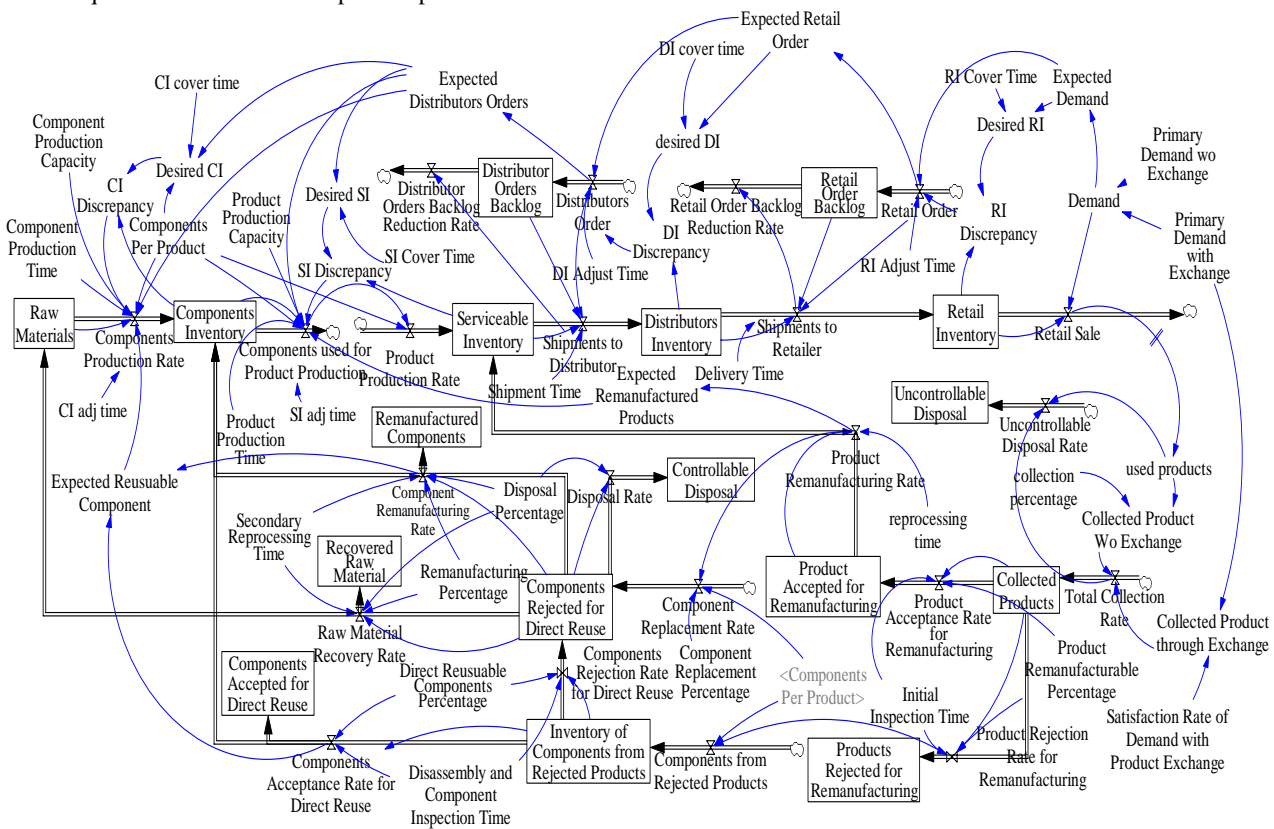 Expected Retail
Order
DI cover time
CI cover time
Expected
Distributors Orders
RI Cover Time
Expected
Demand
Component
Production
Capacity
Desired RI
desired DI
Primary
Demand wo
Exchange
CI
Discrepancy
Desired CI
Distributor
Orders
Backlog
Distributor
Orders Backlog
Reduction Rate
Desired SI
Distributors
Order
Retail
Order
Backlog
Retail Order Backlog
Reduction Rate
Retail Order
Demand
Product
Production
Capacity
Components
Per Product
RI
Discrepancy
Primary
Demand
with
Exchange
Component
Production
Time
SI Cover Time
DI
Discrepancy
SI Discrepancy
DI Adjust Time
RI Adjust Time
Raw
Materials
Components
Inventory
Serviceable
Inventory
Distributors
Inventory
Retail
Inventory
Components
Production Rate
Components used for
Product Production
Product
Production Rate
Shipments to
Distributor
Shipments to
Retailer
Retail Sale
CI adj time
SI adj time
Shipment Time
Expected
Remanufactured
Products
Delivery Time
Uncontrollable
Disposal
Uncontrollable
Disposal Rate
Product
Production
Time
Remanufactured
Components
Expected Reusuable
Component
Component
Remanufacturing
Rate
Disposal
Percentage
Disposal Rate
Controllable
Disposal
Product
Remanufacturing Rate
collection
percentage
used products
Secondary
Reprocessing
Time
reprocessing
time
Collected Product
Wo Exchange
Recovered
Raw
Material
Remanufacturing
Percentage
Components
Rejected for
Direct Reuse
Product
Accepted for
Remanufacturing
Collected
Products
Total Collection
Rate
Component
Replacement Rate
Product
Acceptance Rate
for
Remanufacturing
Raw Material
Recovery Rate
Collected Product
through Exchange
Components
Accepted for
Direct Reuse
Direct Reusuable
Components
Percentage
Components
Rejection Rate
for Direct Reuse
Component
Replacement
Percentage
<Components
Per Product>
Product
Remanufacturable
Percentage
Initial
Inspection Time
Satisfaction Rate of
Demand with
Product Exchange
Inventory of
Components from
Rejected Products
Components from
Rejected Products
Products
Rejected for
Remanufacturing
Product Rejection
Rate for
Remanufacturing
Components
Acceptance Rate for
Direct Reuse
Disassembly and
Component
Inspection Time